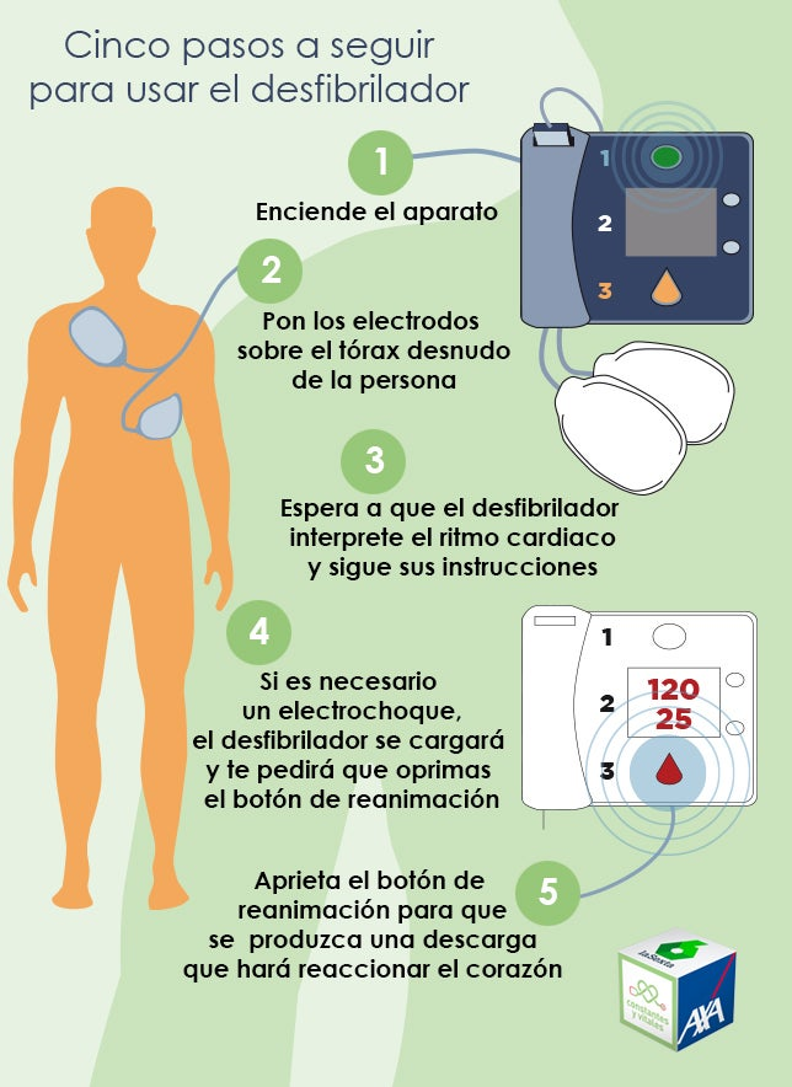 Cinco pasos a seguir
para usar el desfibrilador
1
Enciende el aparato
1
2
3
2
Pon los electrodos
sobre el tórax desnudo
de la persona
3
Espera a que el desfibrilador
interprete el ritmo cardiaco
y sigue sus instrucciones
4
Si es necesario
un electrochoque,
el desfibrilador se cargará
y te pedirá que oprimas
el botón de reanimación
1
2
120
25
3
5
Aprieta el botón de
reanimación para que
se produzca una descarga
que hará reaccionar el corazón
laSexta
constantes
y vitales
AXA